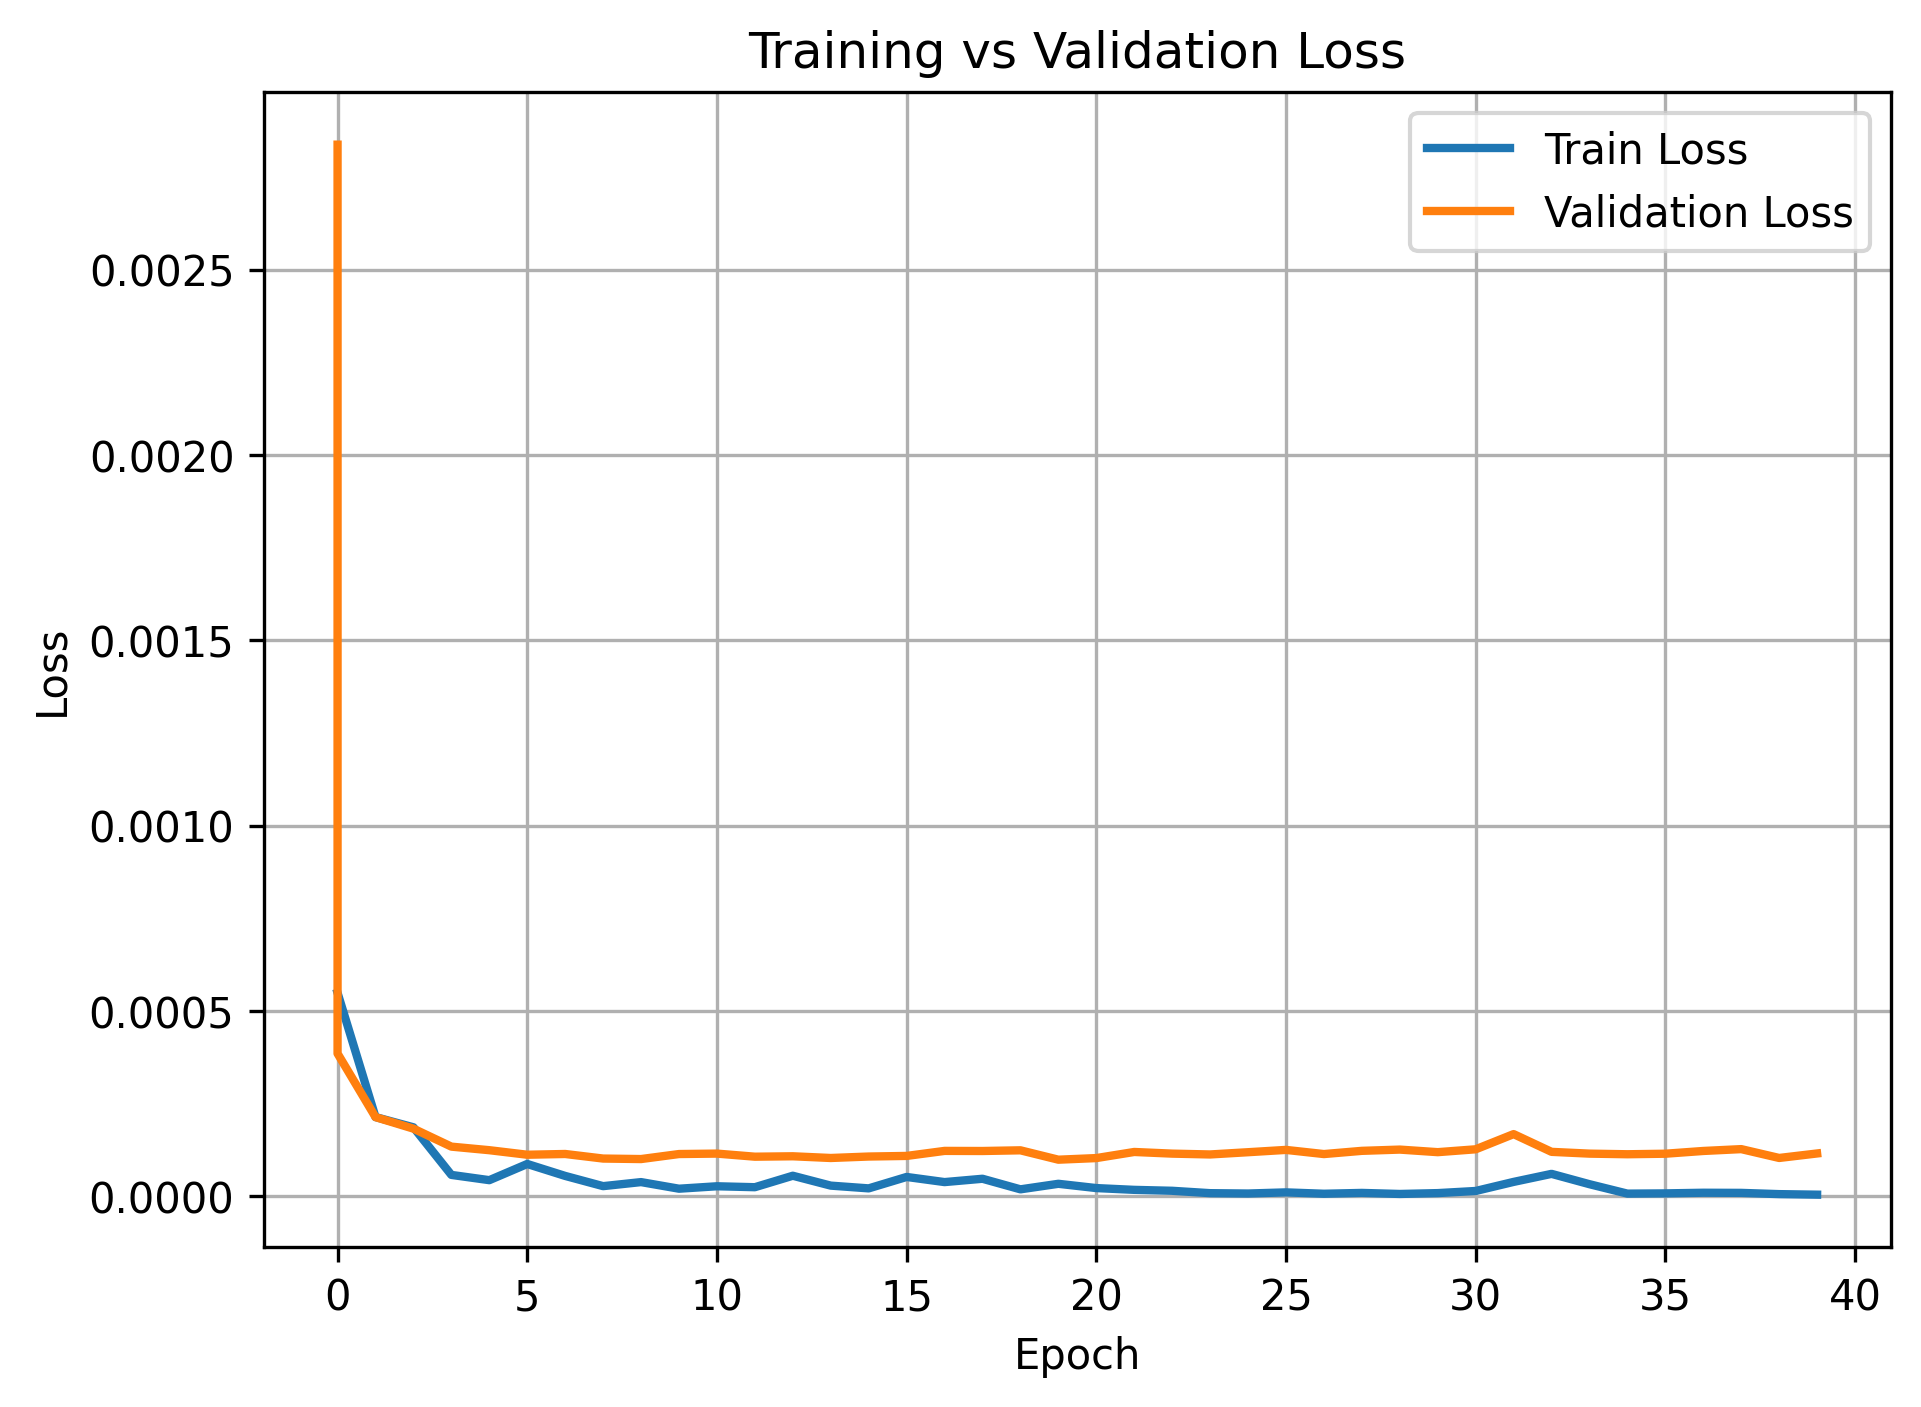 Training vs Validation Loss
Train Loss
Validation Loss
0.0025
0.0020
0.0015
0.0010
0.0005
0.0000
Loss
0 5 10 15 20 25 30 35 40
Epoch